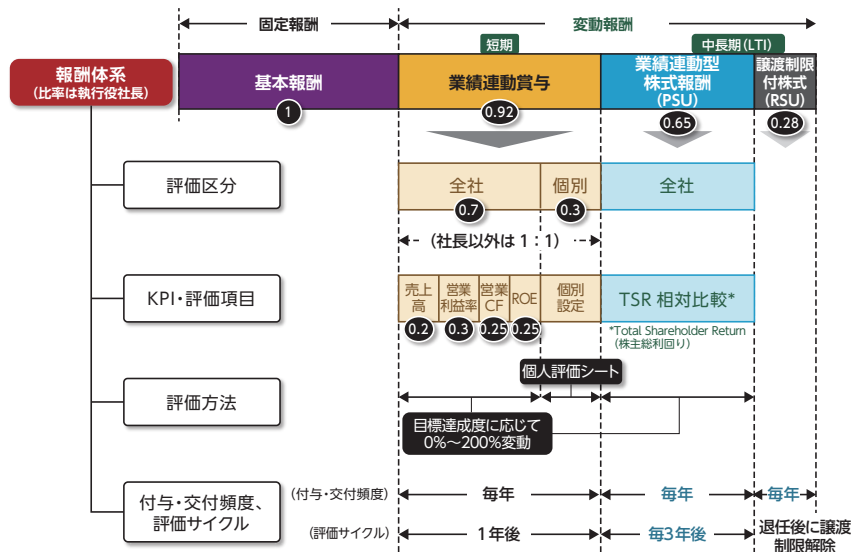 固定報酬
変動報酬
短期
中長期(LTI)
報酬体系
(比率は執行役社長)
基本報酬
1
業績連動賞与
0.92
業績連動型
株式報酬
(PSU)
0.65
譲渡制限
付株式
(RSU)
0.28
評価区分
全社
0.7
個別
0.3
全社
(社長以外は 1:1)
KPI・評価項目
売上
高
0.2
営業
利益率
0.3
営業
CF
0.25
ROE
0.25
個別
設定
TSR 相対比較*
*Total Shareholder Return
(株主総利回り)
評価方法
個人評価シート
目標達成度に応じて
0%~200%変動
付与・交付頻度、
評価サイクル
(付与・交付頻度)
毎年
毎年
毎年
(評価サイクル)
1年後
毎3年後
退任後に譲渡
制限解除